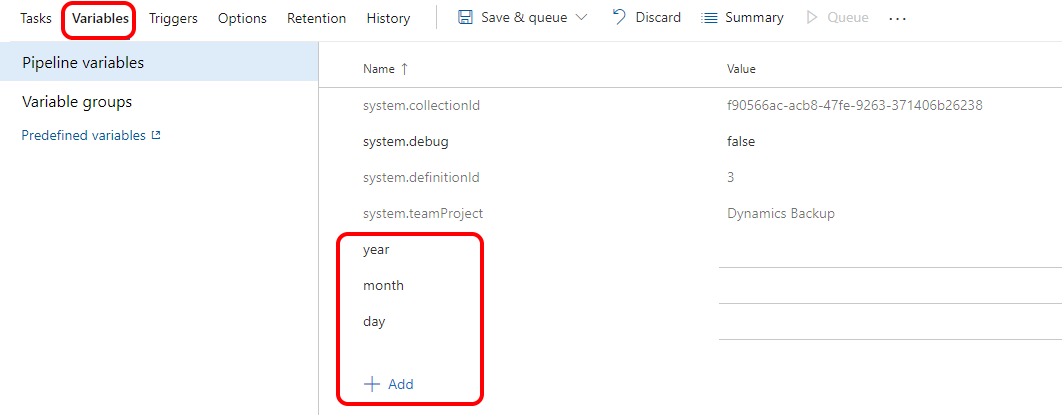 Tasks Variables Triggers Options Retention History Save & queue Discard Summary Queue ...
Pipeline variables
Variable groups
Predefined variables
Name ↑ Value
system.collectionId f90566ac-acb8-47fe-9263-371406b26238
system.debug false
system.definitionId 3
system.teamProject Dynamics Backup
year
month
day
+ Add